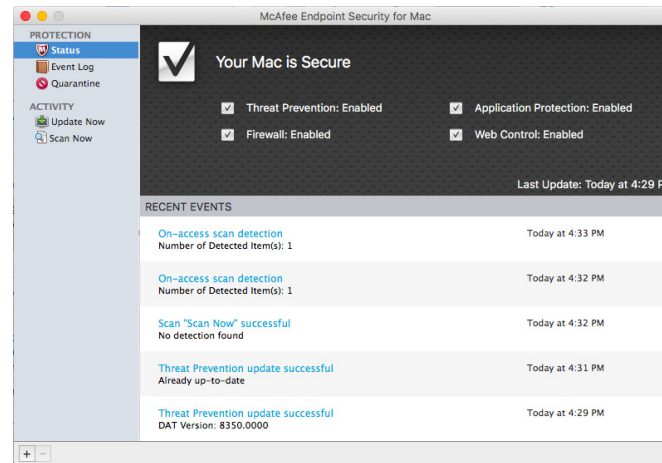 McAfee Endpoint Security for Mac
PROTECTION
Status
Event Log
Quarantine
ACTIVITY
Update Now
Scan Now
Your Mac is Secure
Threat Prevention: Enabled
Application Protection: Enabled
Firewall: Enabled
Web Control: Enabled
Last Update: Today at 4:29 P
RECENT EVENTS
On-access scan detection
Today at 4:33 PM
Number of Detected Item(s): 1
On-access scan detection
Today at 4:32 PM
Number of Detected Item(s): 1
Scan "Scan Now" successful
Today at 4:32 PM
No detection found
Threat Prevention update successful
Today at 4:31 PM
Already up-to-date
Threat Prevention update successful
Today at 4:29 PM
DAT Version: 8350.0000